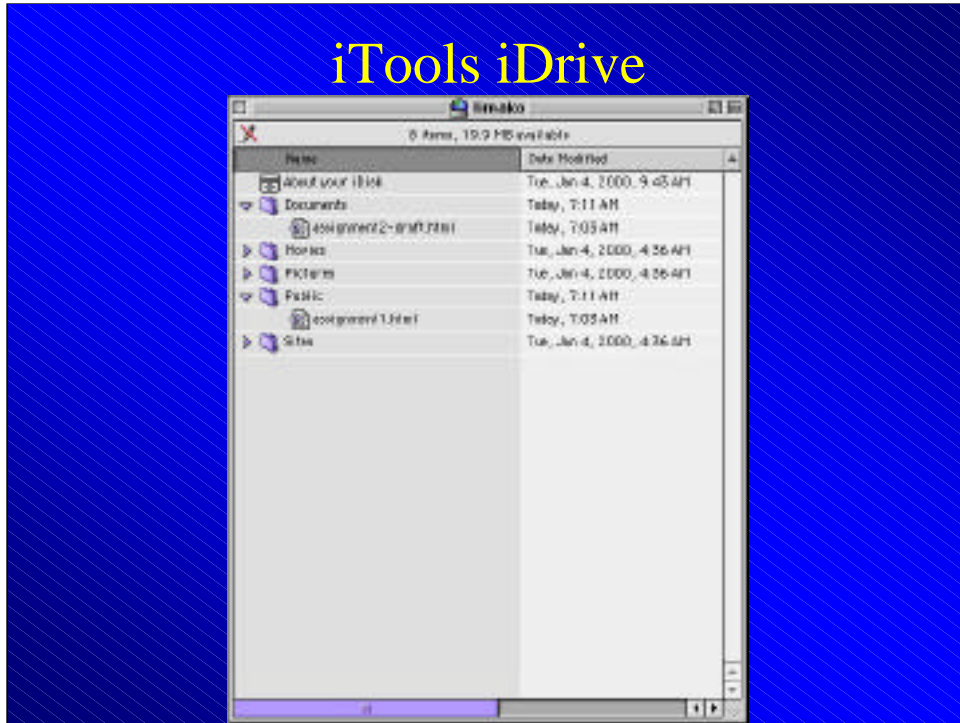 iTools iDrive
8 items, 19.9 MB available
Name Date Modified
About your iDisk Tue, Jan 4, 2000, 9:43 AM
Documents Today, 7:11 AM
assignment2-draft.html Today, 7:03 AM
Movies Tue, Jan 4, 2000, 4:36 AM
Pictures Tue, Jan 4, 2000, 4:36 AM
Public Today, 7:11 AM
assignment1.html Today, 7:03 AM
Sites Tue, Jan 4, 2000, 4:36 AM